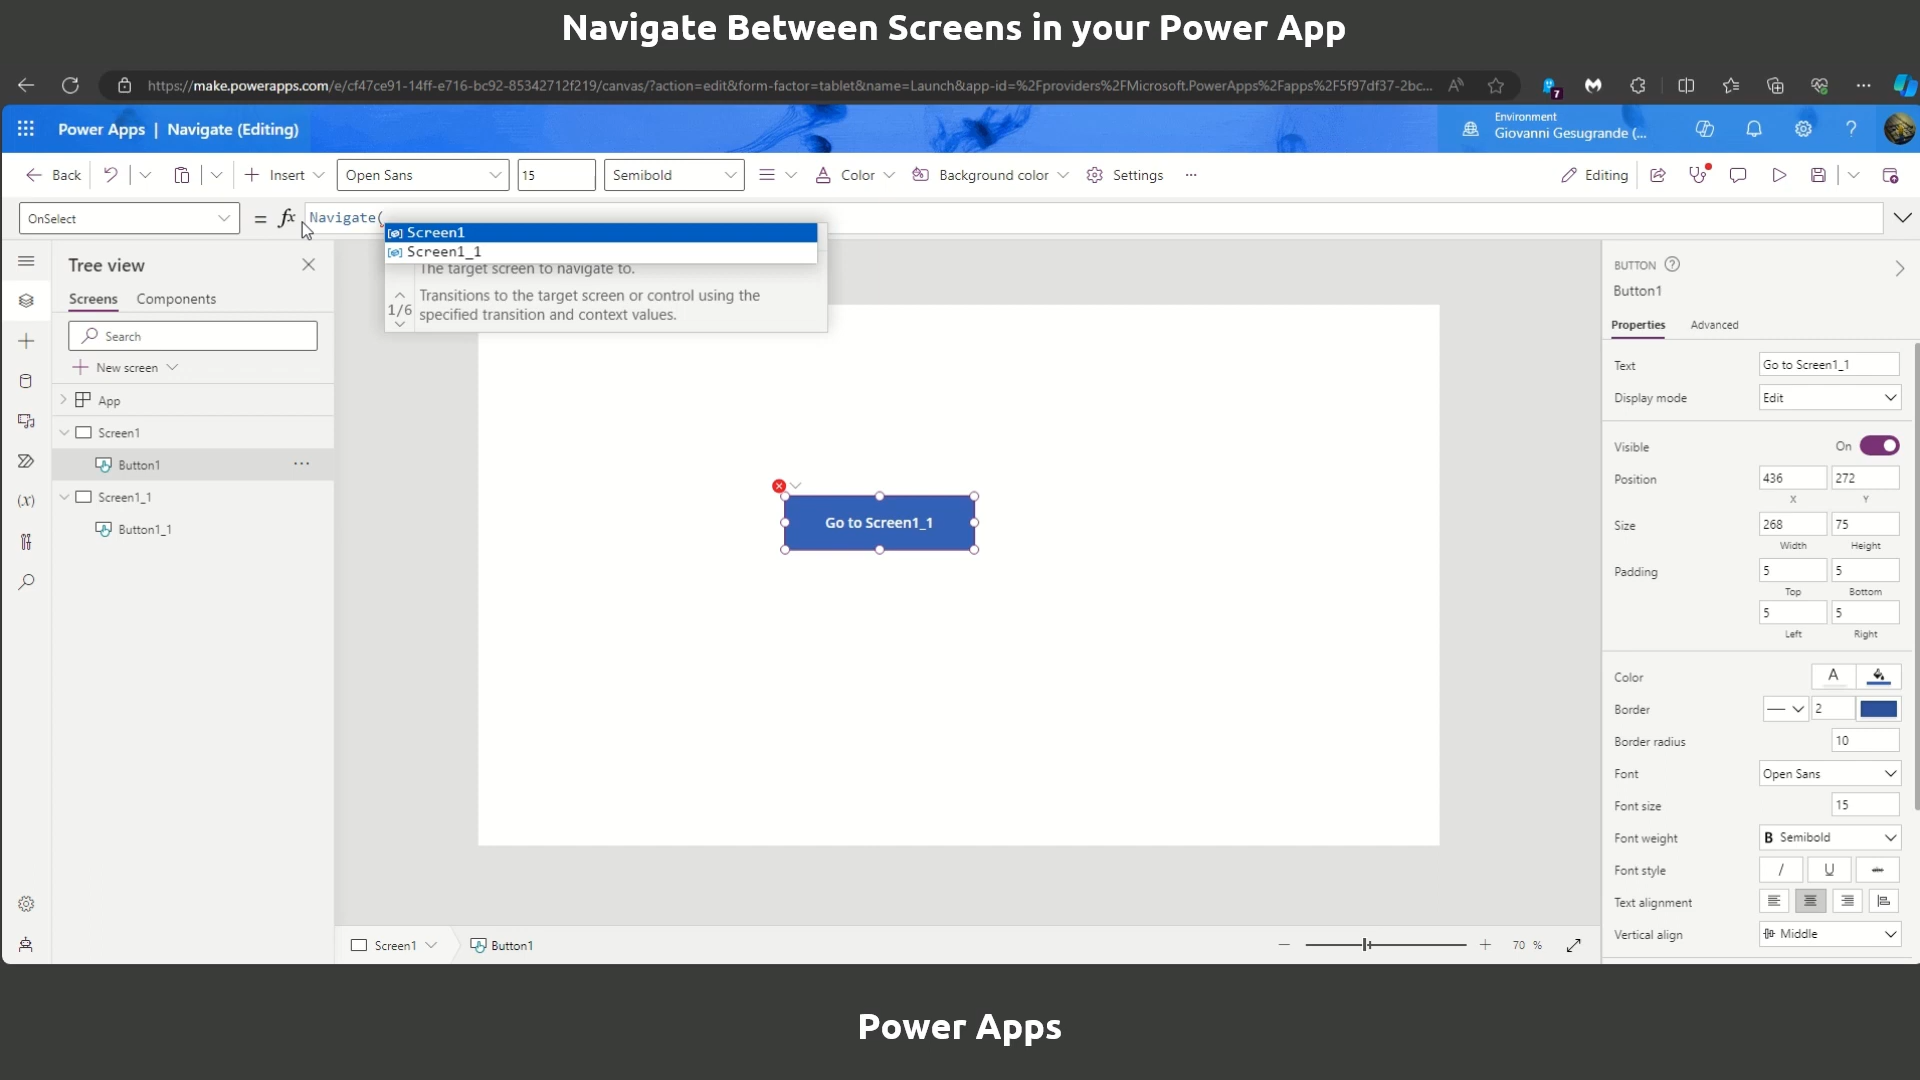 Navigate Between Screens in your Power App
https://make.powerapps.com/e/cf47ce91-14ff-e716-bc92-85342712f219/canvas/?action=edit&form-factor=tablet&name=Launch&app-id=%2Fproviders%2FMicrosoft.PowerApps%2Fapps%2F5f97df37-2bc...
7
Power Apps | Navigate (Editing)
Environment
Giovanni Gesugrande (...
Back
Insert
Open Sans
15
Semibold
Color
Background color
Settings
Editing
OnSelect
= fx
Navigate(
Screen1
Screen1_1
The target screen to navigate to.
1/6
Transitions to the target screen or control using the
specified transition and context values.
Tree view
Screens
Components
Search
New screen
App
Screen1
Button1
Screen1_1
Button1_1
Go to Screen1_1
BUTTON
Button1
Properties
Advanced
Text
Go to Screen1_1
Display mode
Edit
Visible
On
Position
436
272
X
Y
Size
268
75
Width
Height
Padding
5
5
Top
Bottom
5
5
Left
Right
Color
A
Border
2
Border radius
10
Font
Open Sans
Font size
15
Font weight
B Semibold
Font style
/ U
Text alignment
Vertical align
Middle
Screen1
Button1
70 %
Power Apps